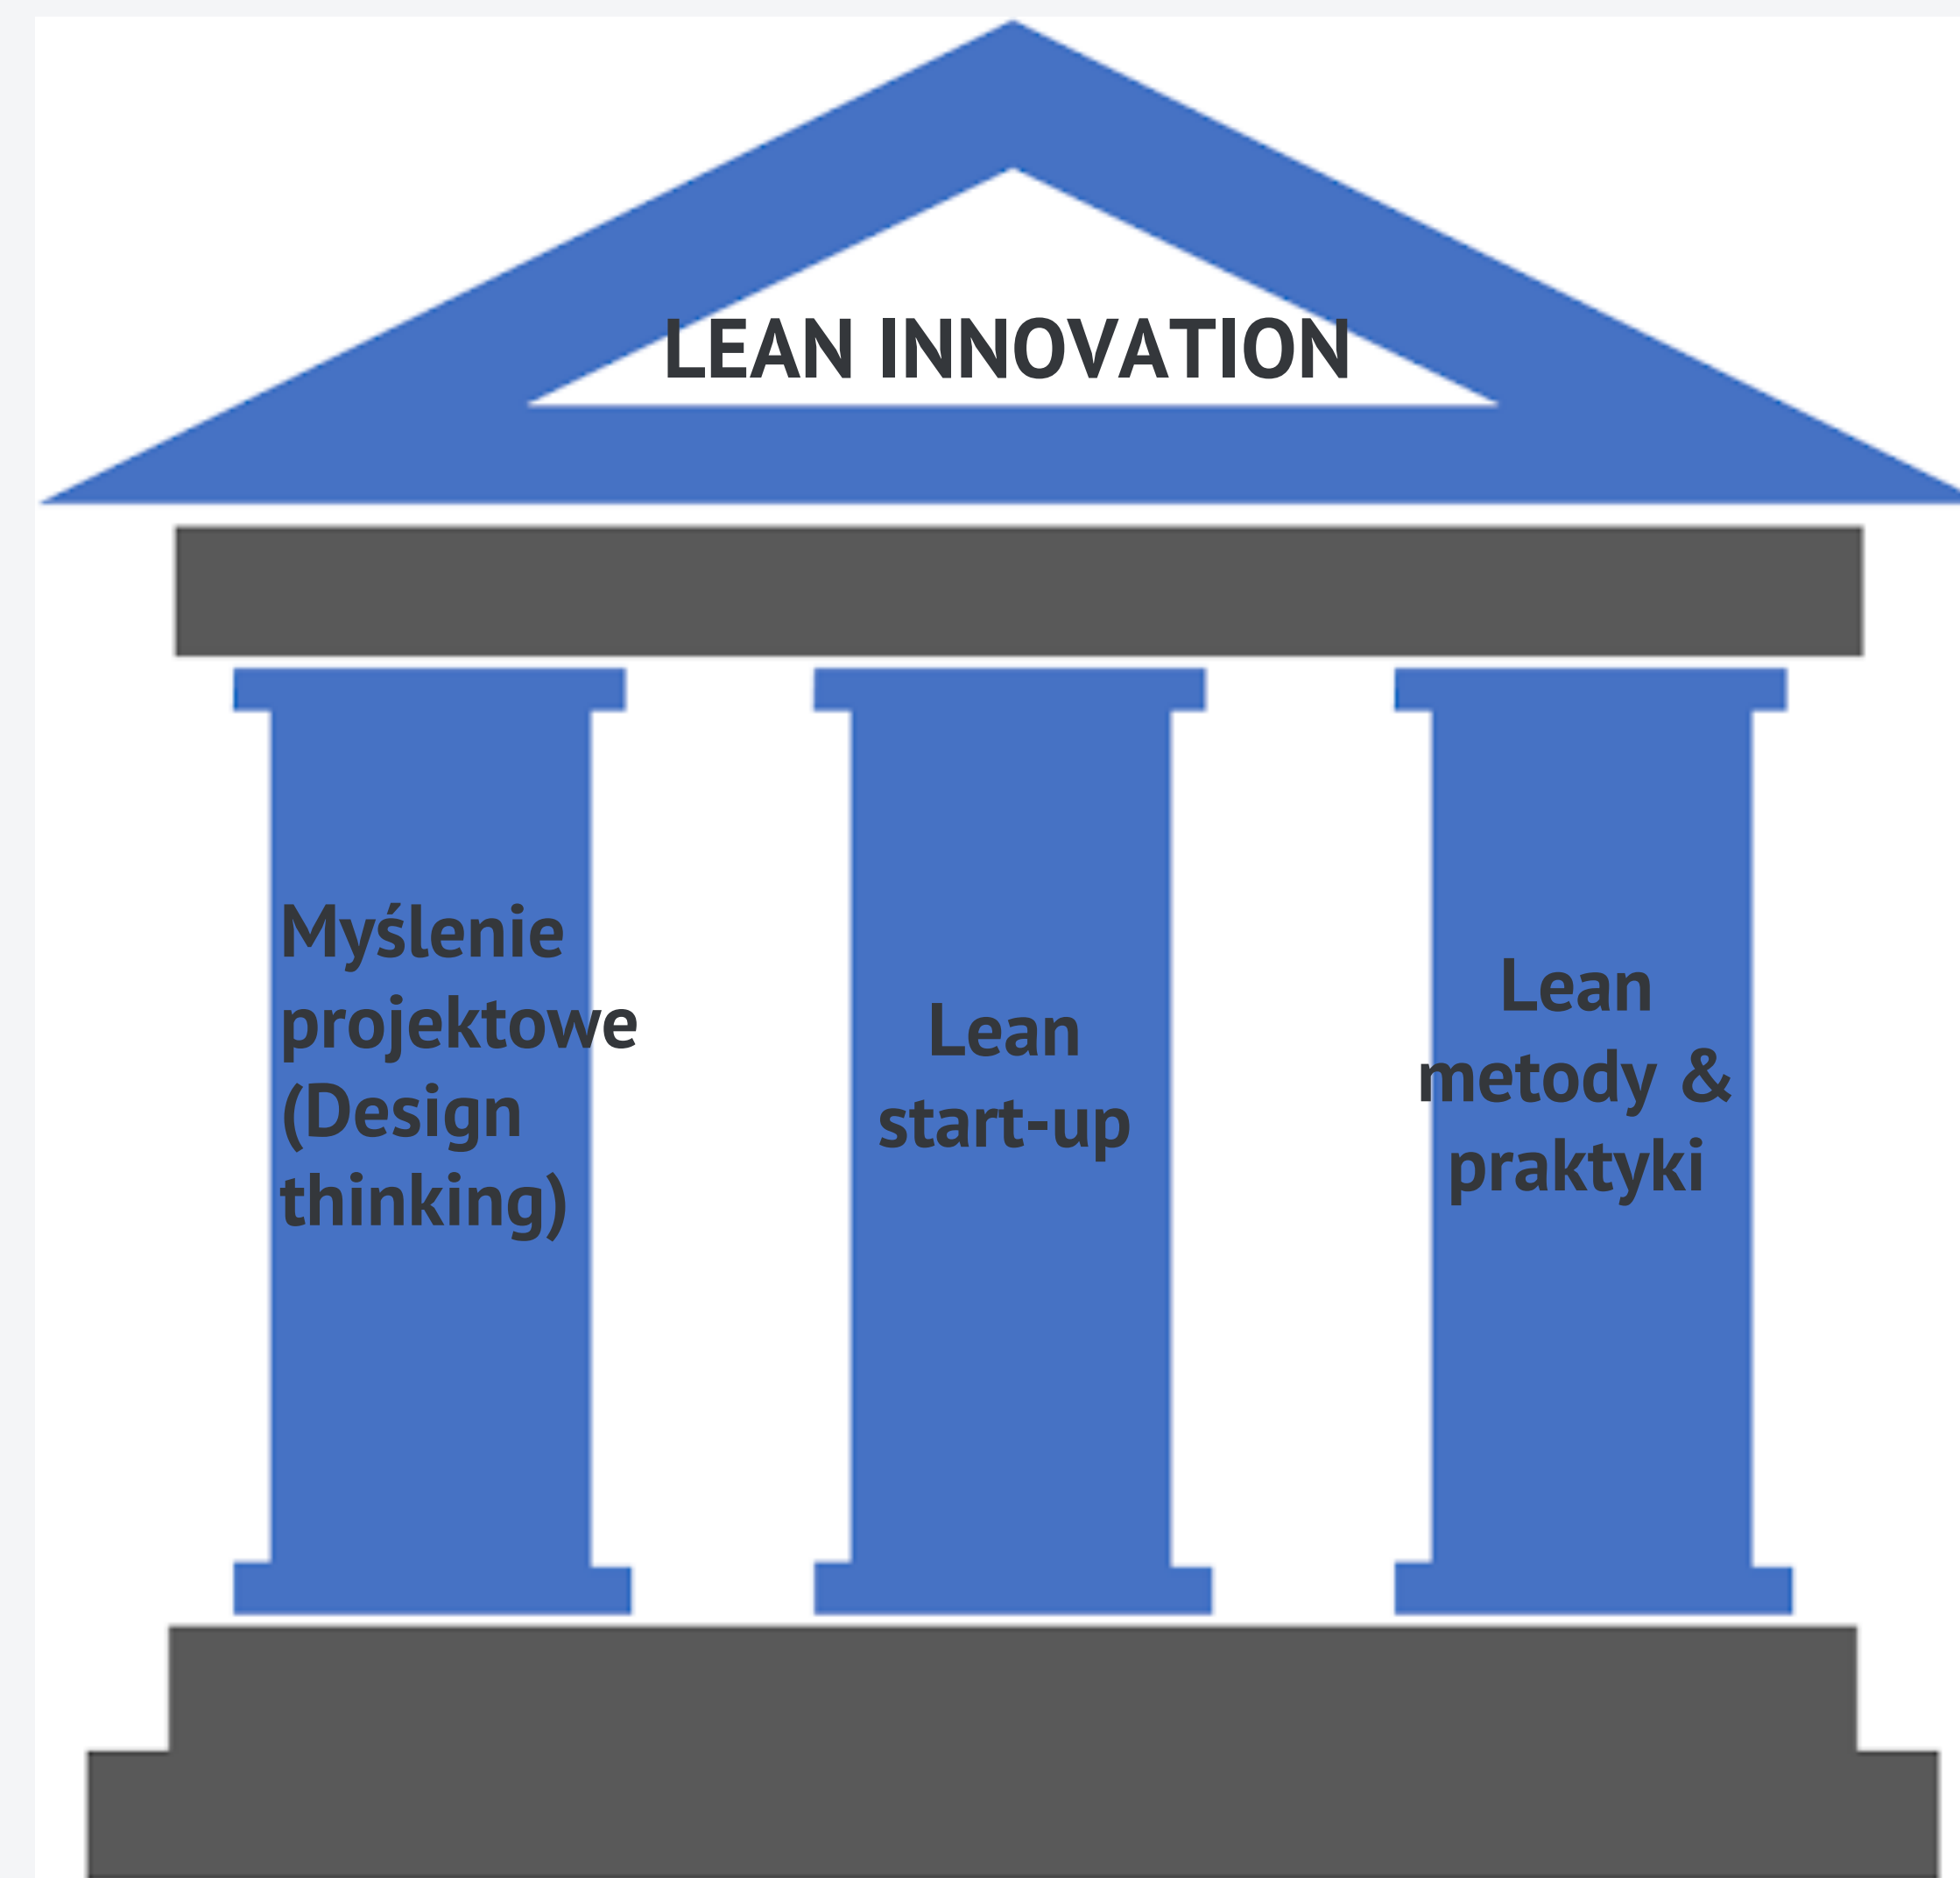 LEAN INNOVATION
Myślenie
projektowe
(Design
thinking)
Lean
start-up
Lean
metody &
praktyki